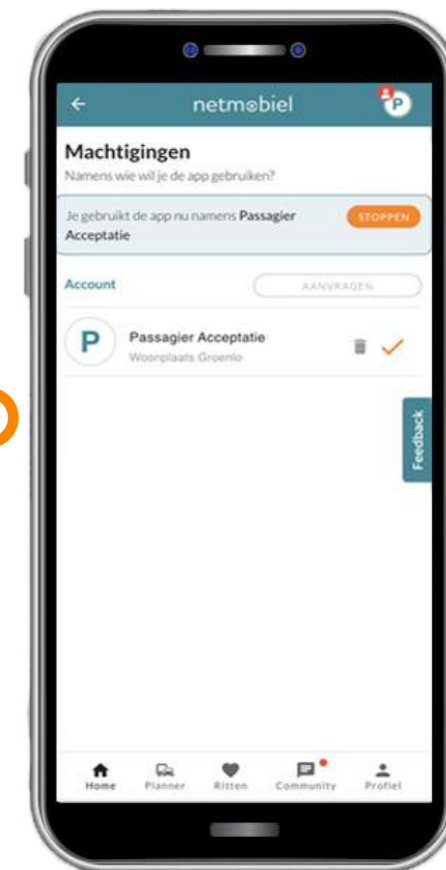 netmobiel
P
Machtigingen
Namens wie wil je de app gebruiken?
Je gebruikt de app nu namens Passagier
Acceptatie
STOPPEN
Account
AANVRAGEN
P
Passagier Acceptatie
Woonplaats Groenlo
Feedback
Home
Planner
Ritten
Community
Profiel